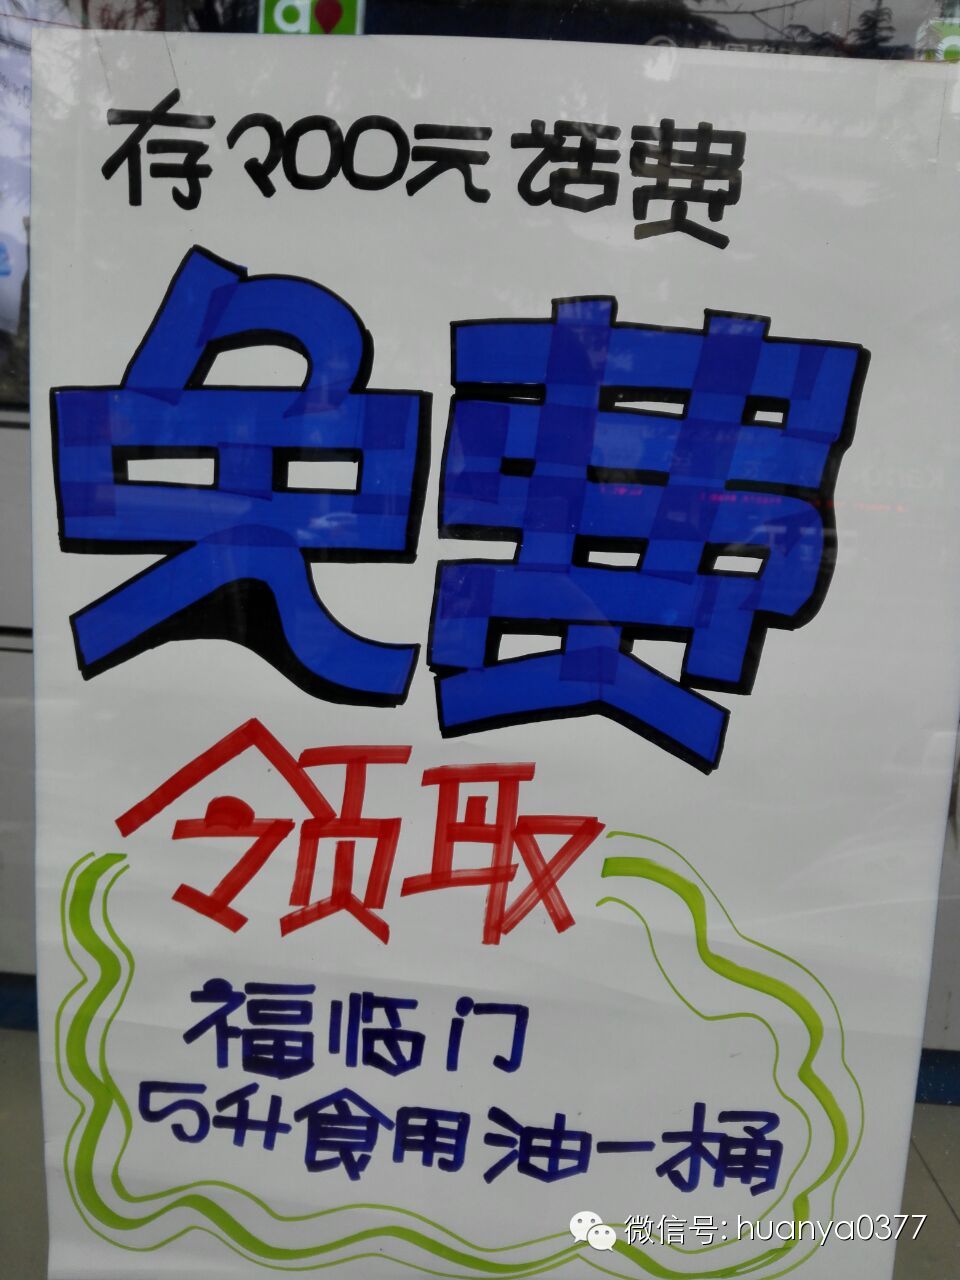 存200元话费
免费
领取
福临门
5升食用油一桶
微信号: huanya0377